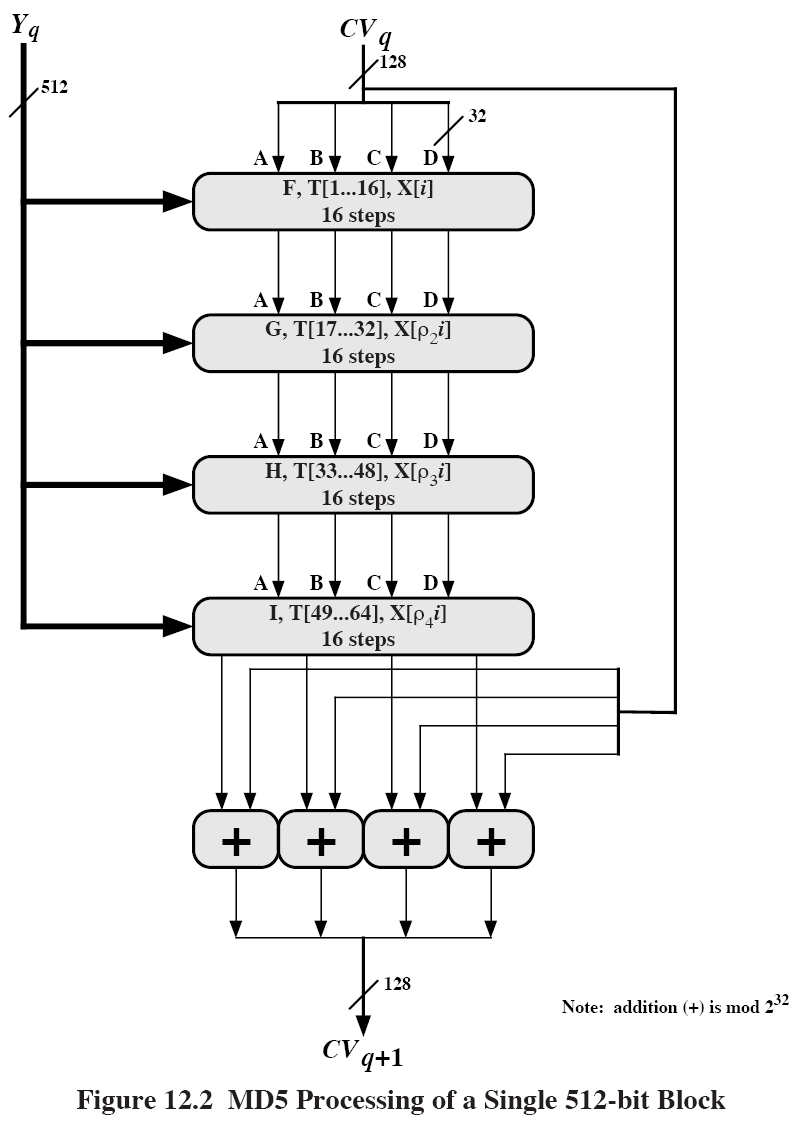 Yq
CVq
128
512
32
A B C D
F, T[1...16], X[i]
16 steps
A B C D
G, T[17...32], X[ρ2i]
16 steps
A B C D
H, T[33...48], X[ρ3i]
16 steps
A B C D
I, T[49...64], X[ρ4i]
16 steps
+ + + +
128
Note: addition (+) is mod 2^32
CVq+1
Figure 12.2 MD5 Processing of a Single 512-bit Block